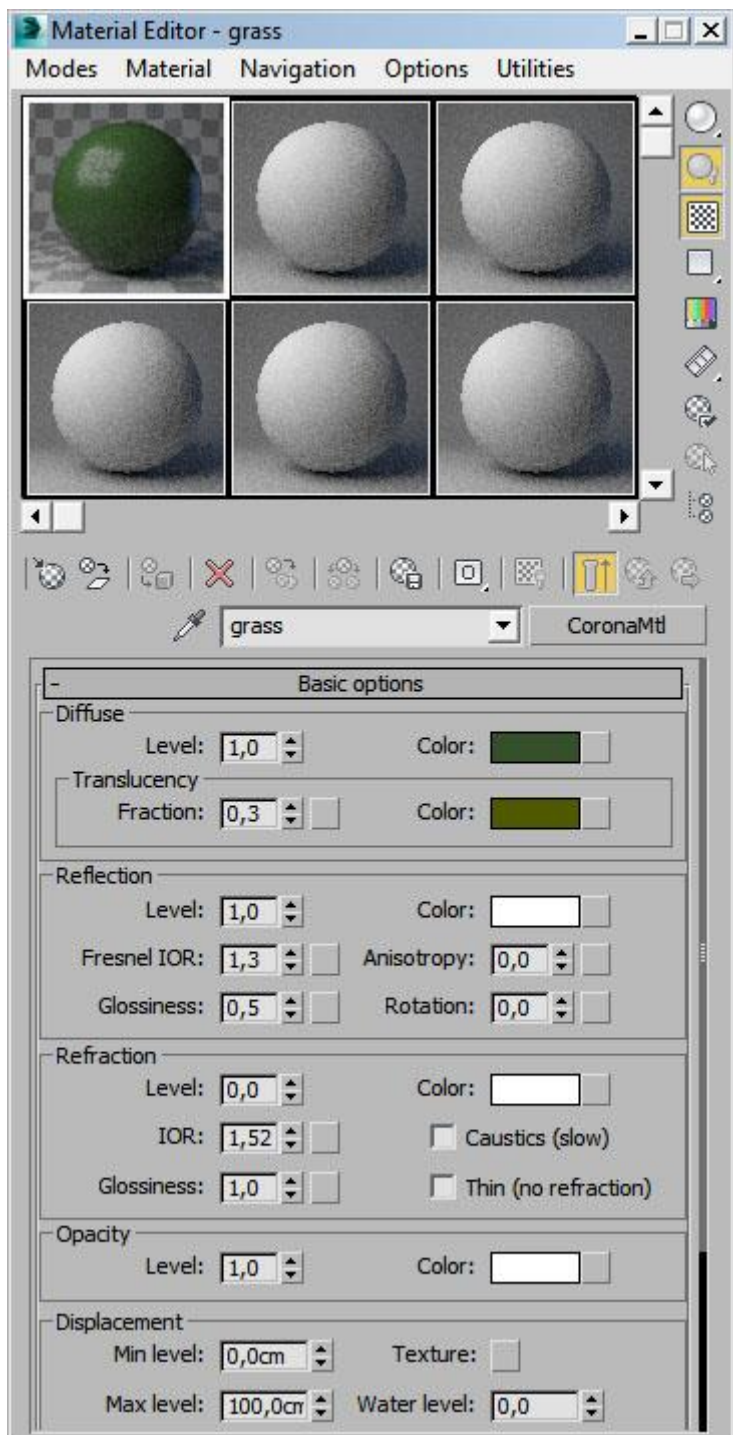 Material Editor - grass
Modes Material Navigation Options Utilities
grass CoronaMtl
- Basic options
Diffuse
Level: 1,0 Color:
Translucency
Fraction: 0,3 Color:
Reflection
Level: 1,0 Color:
Fresnel IOR: 1,3 Anisotropy: 0,0
Glossiness: 0,5 Rotation: 0,0
Refraction
Level: 0,0 Color:
IOR: 1,52 Caustics (slow)
Glossiness: 1,0 Thin (no refraction)
Opacity
Level: 1,0 Color:
Displacement
Min level: 0,0cm Texture:
Max level: 100,0cm Water level: 0,0